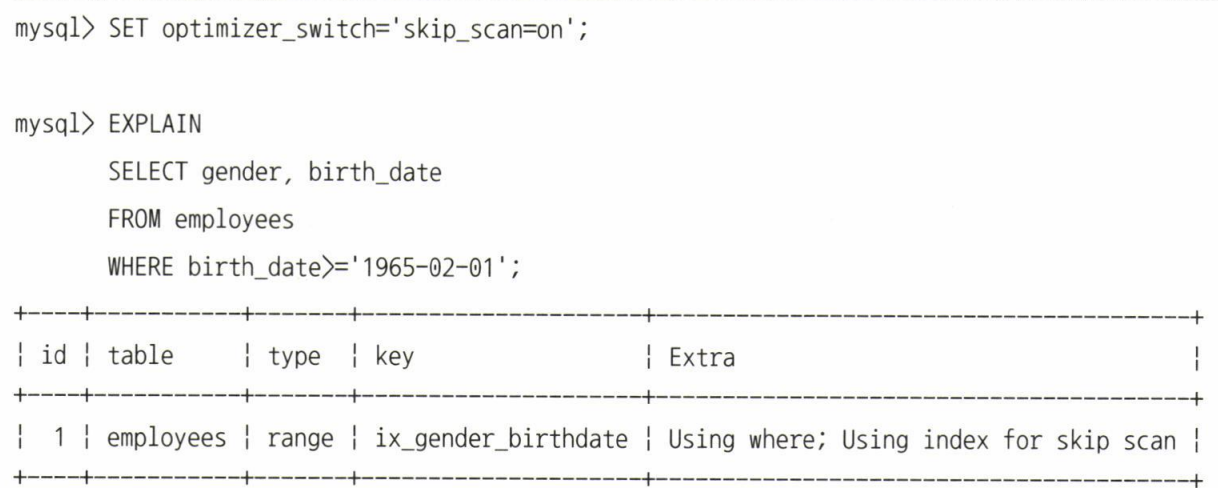 mysql> SET optimizer_switch='skip_scan=on';
mysql> EXPLAIN
SELECT gender, birth_date
FROM employees
WHERE birth_date>='1965-02-01';
+----+-----------+-------+---------------------+----------------------------------------+
| id | table     | type  | key                 | Extra                                  |
+----+-----------+-------+---------------------+----------------------------------------+
|  1 | employees | range | ix_gender_birthdate | Using where; Using index for skip scan |
+----+-----------+-------+---------------------+----------------------------------------+